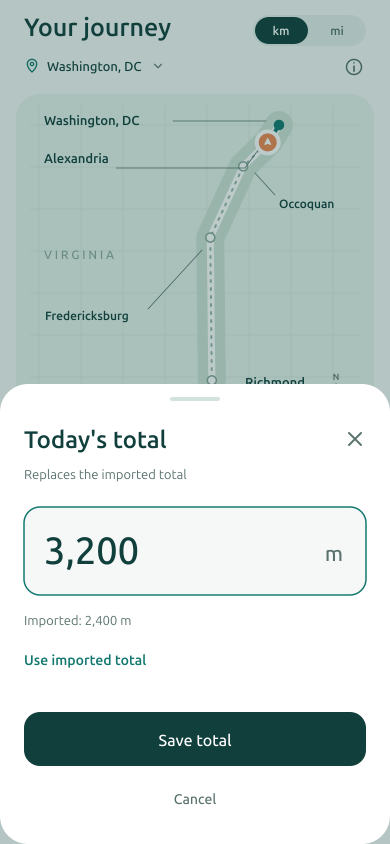 Your journey
km
mi
Washington, DC
Washington, DC
Alexandria
Occoquan
VIRGINIA
Fredericksburg
Richmond
N
Today's total
Replaces the imported total
3,200 m
Imported: 2,400 m
Use imported total
Save total
Cancel